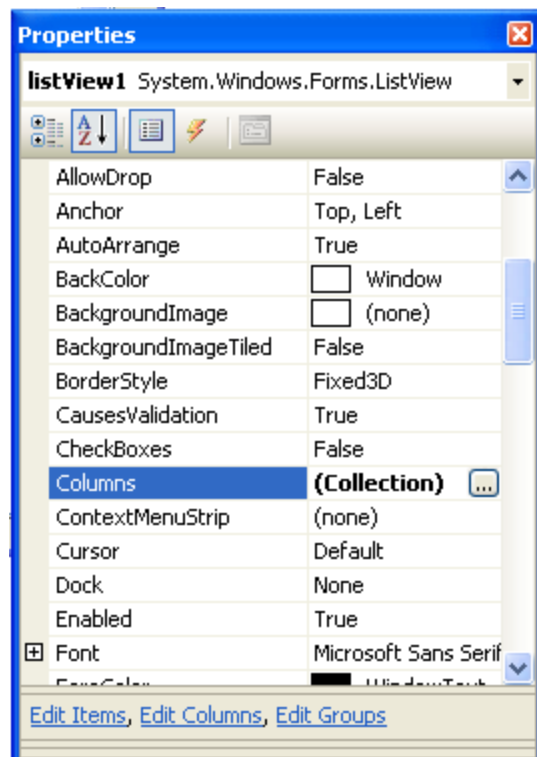 Properties
listView1 System.Windows.Forms.ListView
AllowDrop False
Anchor Top, Left
AutoArrange True
BackColor Window
BackgroundImage (none)
BackgroundImageTiled False
BorderStyle Fixed3D
CausesValidation True
CheckBoxes False
Columns (Collection) ...
ContextMenuStrip (none)
Cursor Default
Dock None
Enabled True
Font Microsoft Sans Serif
ForeColor WindowText
Edit Items, Edit Columns, Edit Groups